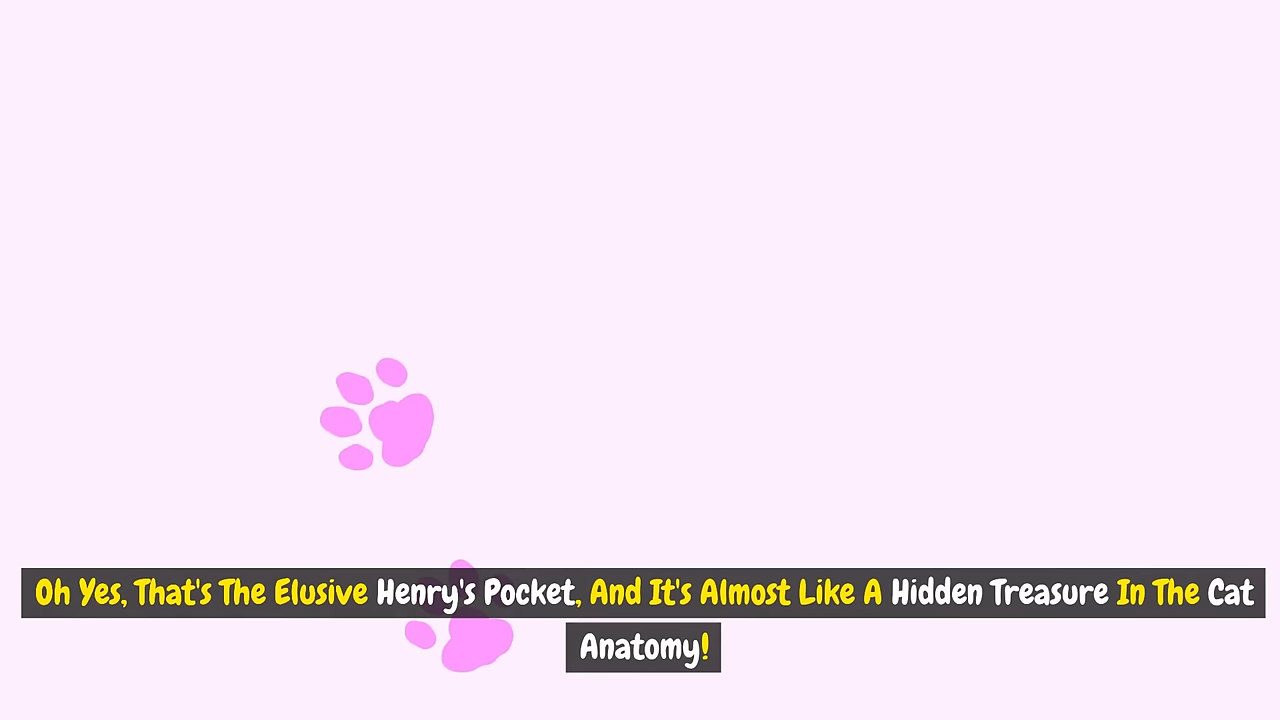 Oh Yes, That's The Elusive Henry's Pocket, And It's Almost Like A Hidden Treasure In The Cat
Anatomy!